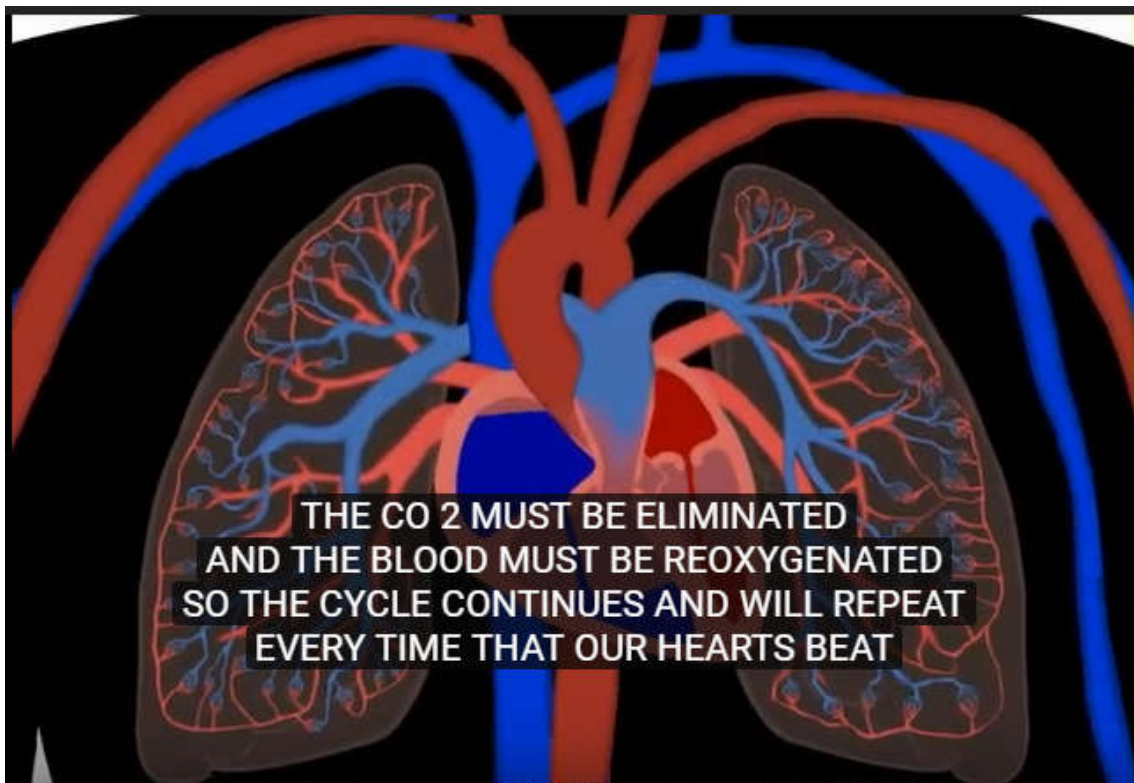 THE CO 2 MUST BE ELIMINATED
AND THE BLOOD MUST BE REOXYGENATED
SO THE CYCLE CONTINUES AND WILL REPEAT
EVERY TIME THAT OUR HEARTS BEAT